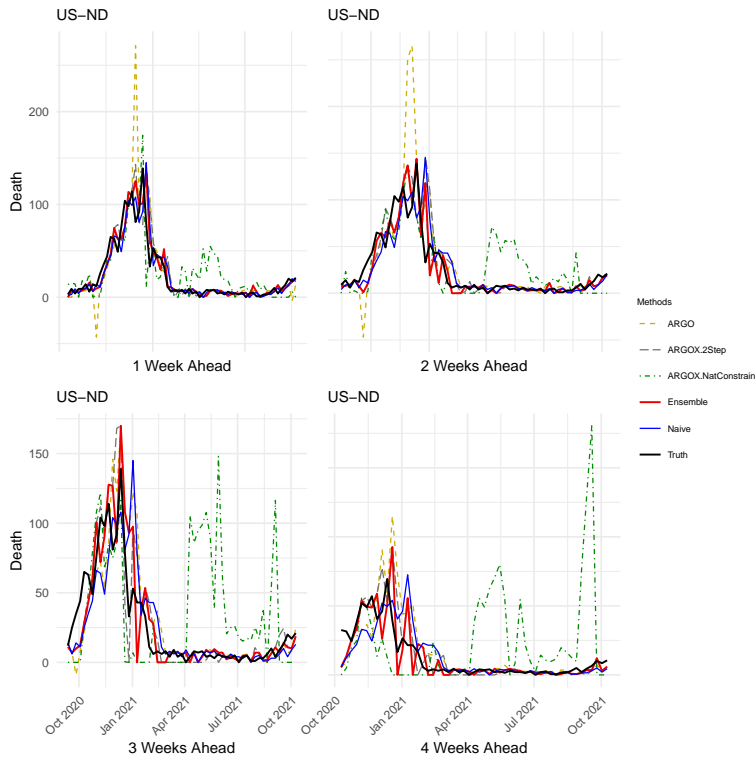 US−ND
US−ND
Death
250
200
150
100
50
0
1 Week Ahead
2 Weeks Ahead
Methods
ARGO
ARGOX.2Step
ARGOX.NatConstrain
Ensemble
Naive
Truth
US−ND
US−ND
Death
150
100
50
0
Oct 2020
Jan 2021
Apr 2021
Jul 2021
Oct 2021
Oct 2020
Jan 2021
Apr 2021
Jul 2021
Oct 2021
3 Weeks Ahead
4 Weeks Ahead